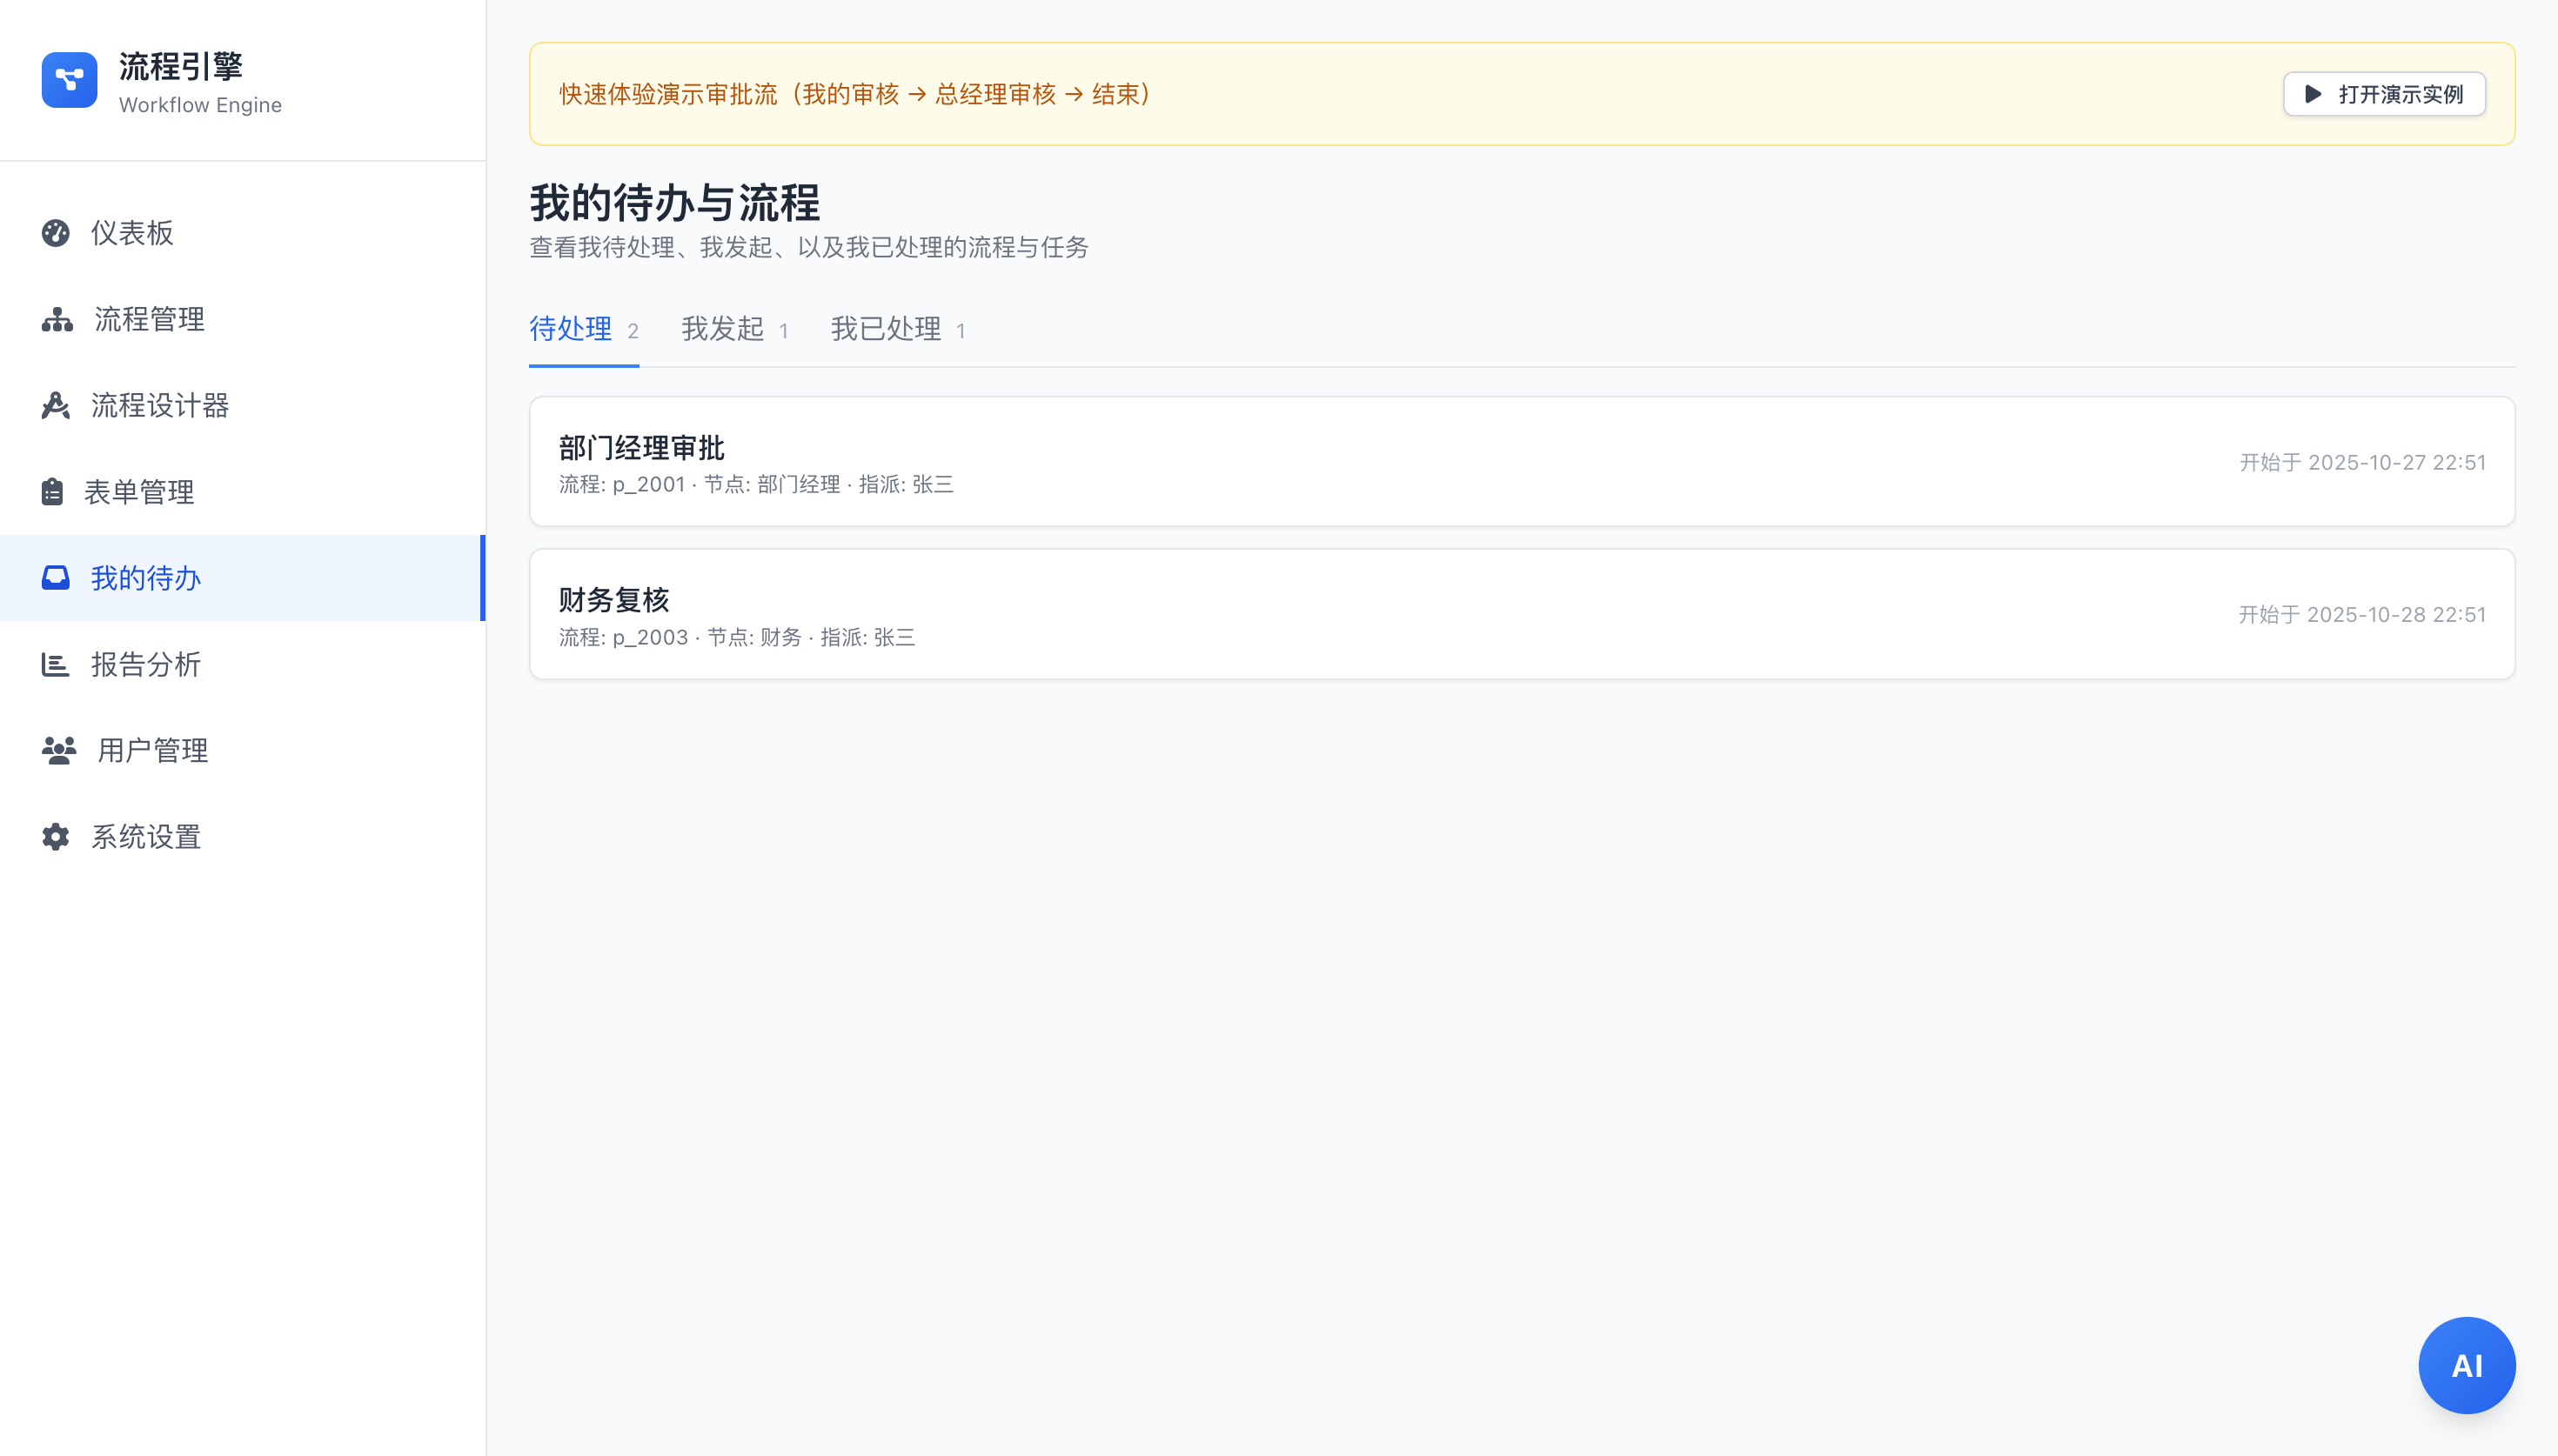 流程引擎
Workflow Engine
仪表板
流程管理
流程设计器
表单管理
我的待办
报告分析
用户管理
系统设置
快速体验演示审批流（我的审核 → 总经理审核 → 结束）
打开演示实例
我的待办与流程
查看我待处理、我发起、以及我已处理的流程与任务
待处理 2 我发起 1 我已处理 1
部门经理审批
流程: p_2001 · 节点: 部门经理 · 指派: 张三
开始于 2025-10-27 22:51
财务复核
流程: p_2003 · 节点: 财务 · 指派: 张三
开始于 2025-10-28 22:51
AI